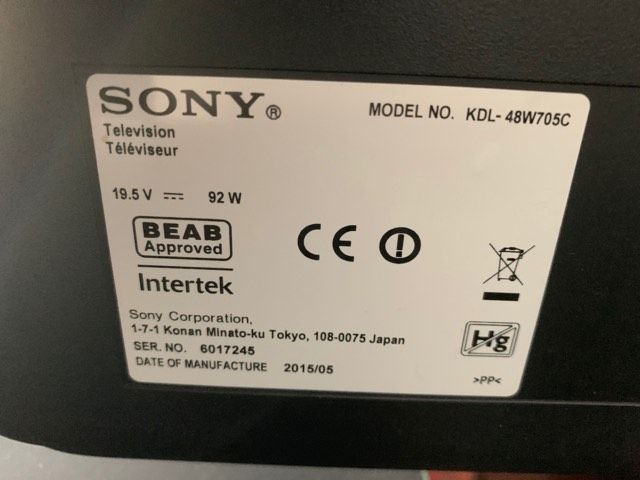 SONY®
MODEL NO. KDL- 48W705C
Television
Téléviseur
19.5 V ⎓ 92 W
BEAB
Approved
Intertek
CE
Sony Corporation,
1-7-1 Konan Minato-ku Tokyo, 108-0075 Japan
SER. NO. 6017245
DATE OF MANUFACTURE 2015/05
Hg
>PP<